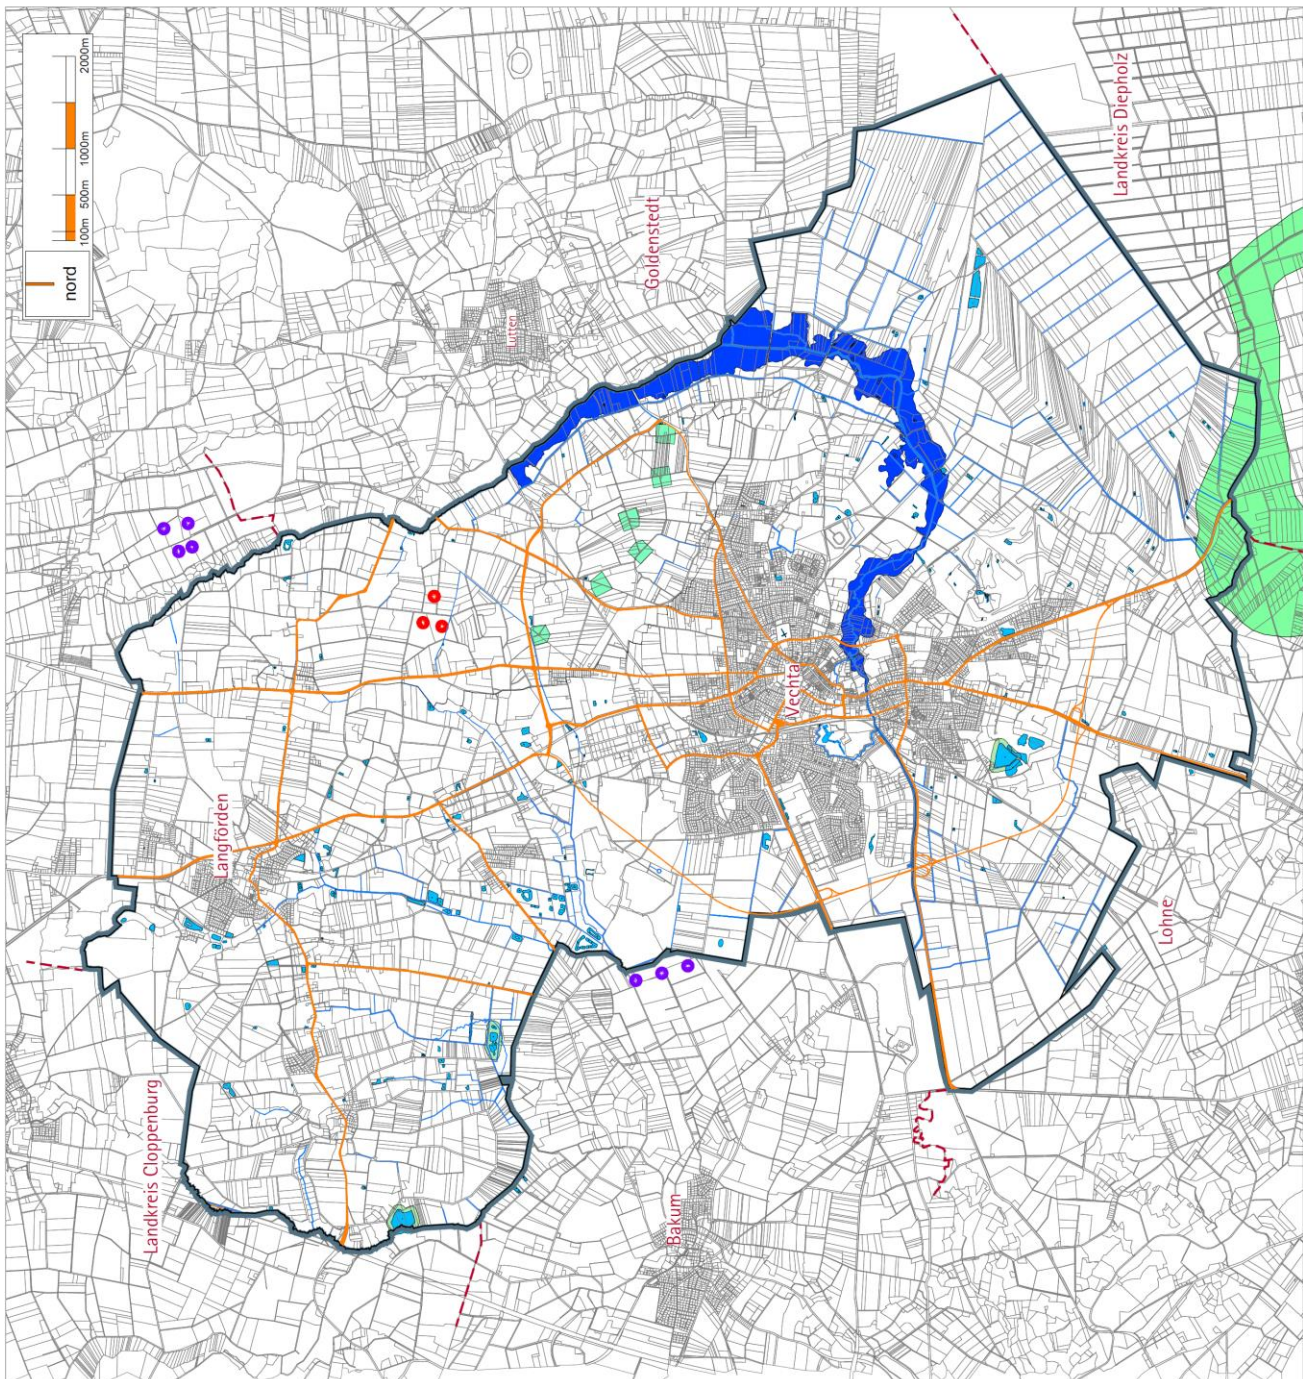 100m 500m 1000m 2000m
nord
Landkreis Diepholz
Goldenstedt
Lutten
Langförden
Vechta
Landkreis Cloppenburg
Lohne
Bakum